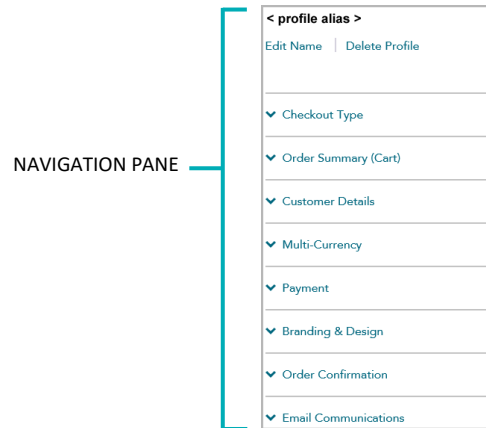 < profile alias >
Edit Name | Delete Profile
Checkout Type
Order Summary (Cart)
NAVIGATION PANE
Customer Details
Multi-Currency
Payment
Branding & Design
Order Confirmation
Email Communications